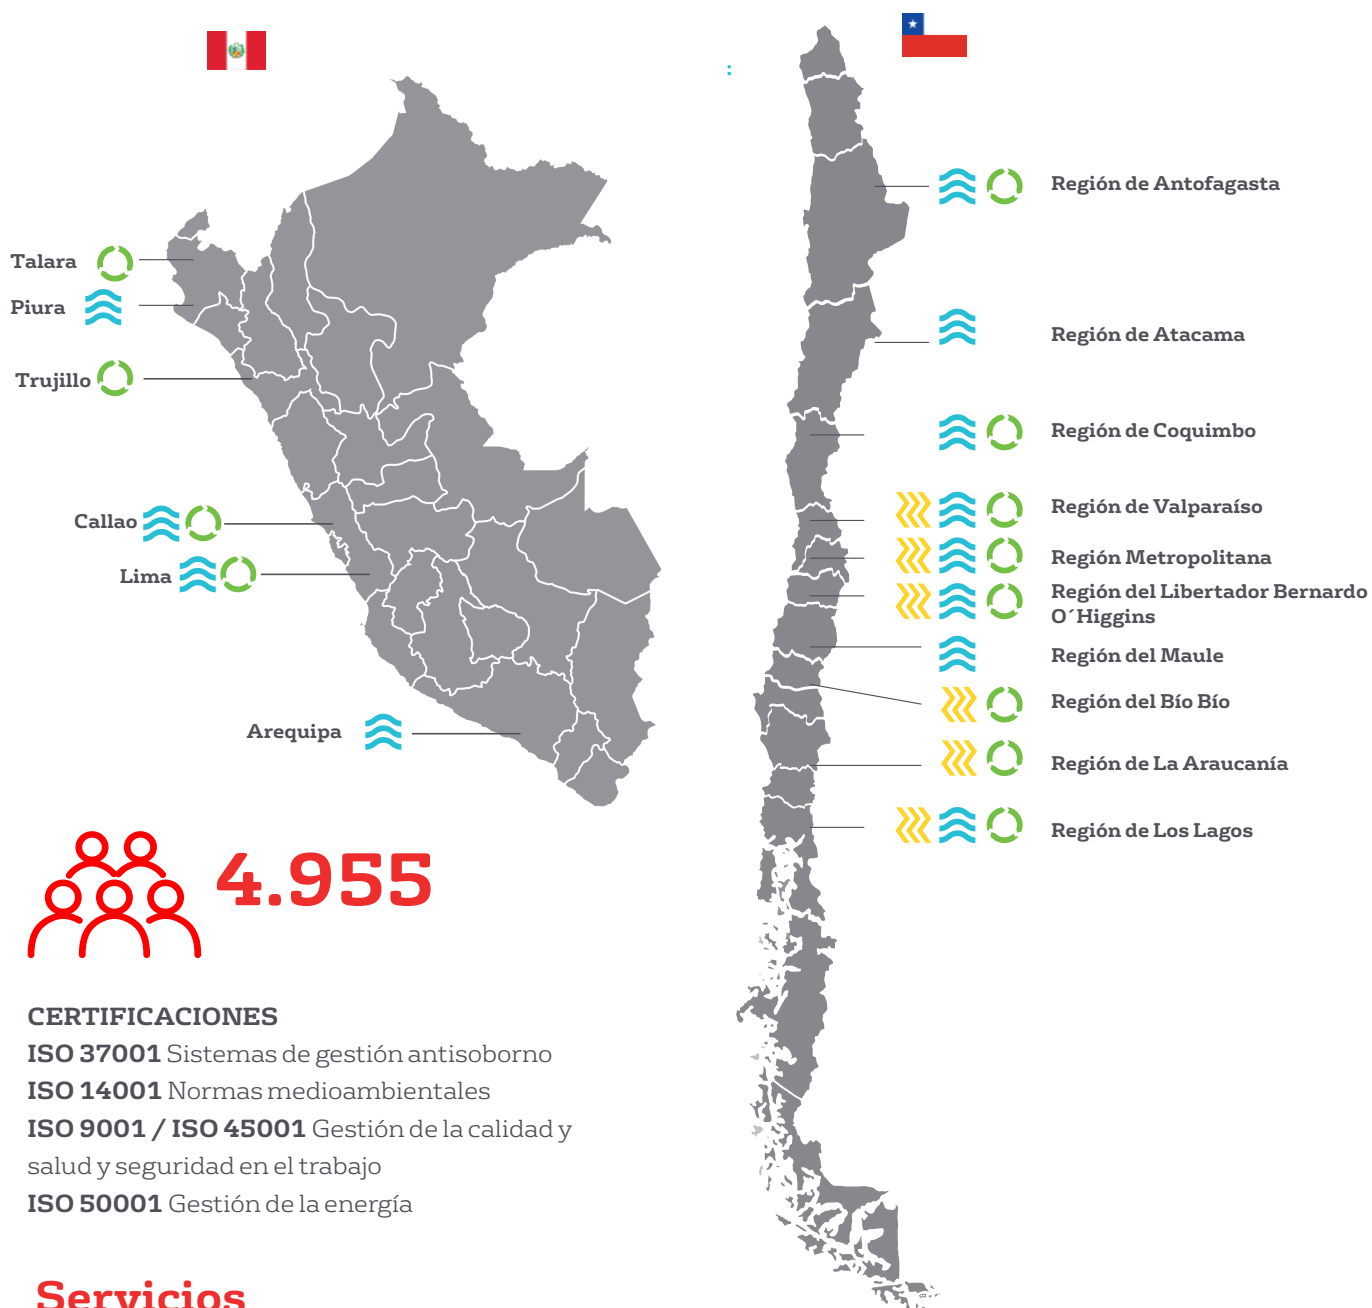 :
Talara
Piura
Trujillo
Callao
Lima
Arequipa
Región de Antofagasta
Región de Atacama
Región de Coquimbo
Región de Valparaíso
Región Metropolitana
Región del Libertador Bernardo
O´Higgins
Región del Maule
Región del Bío Bío
Región de La Araucanía
Región de Los Lagos
4.955
CERTIFICACIONES
ISO 37001 Sistemas de gestión antisoborno
ISO 14001 Normas medioambientales
ISO 9001 / ISO 45001 Gestión de la calidad y
salud y seguridad en el trabajo
ISO 50001 Gestión de la energía
Servicios